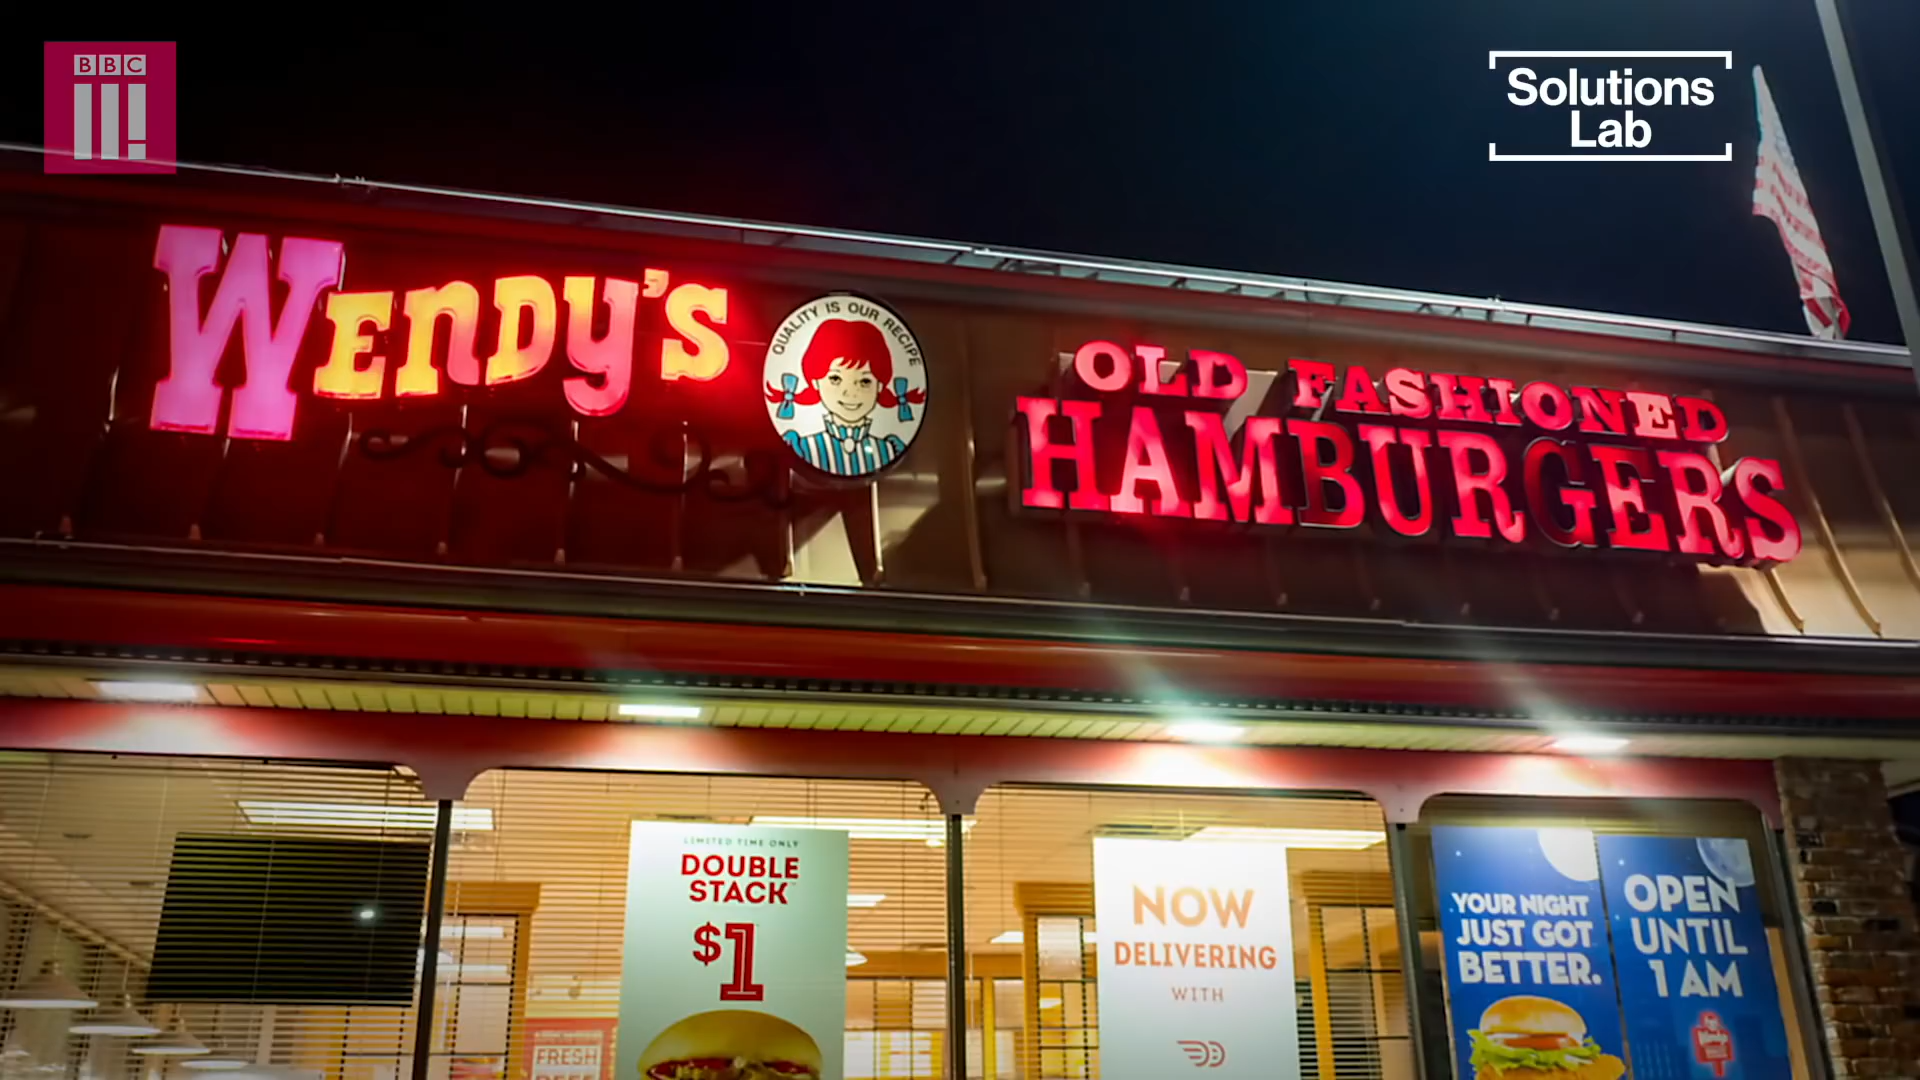 BBC
Solutions
Lab
WENDY'S
QUALITY IS OUR RECIPE
OLD FASHIONED
HAMBURGERS
LIMITED TIME ONLY
DOUBLE
STACK
$1
NOW
DELIVERING
WITH
YOUR NIGHT
JUST GOT
BETTER.
OPEN
UNTIL
1 AM
FRESH